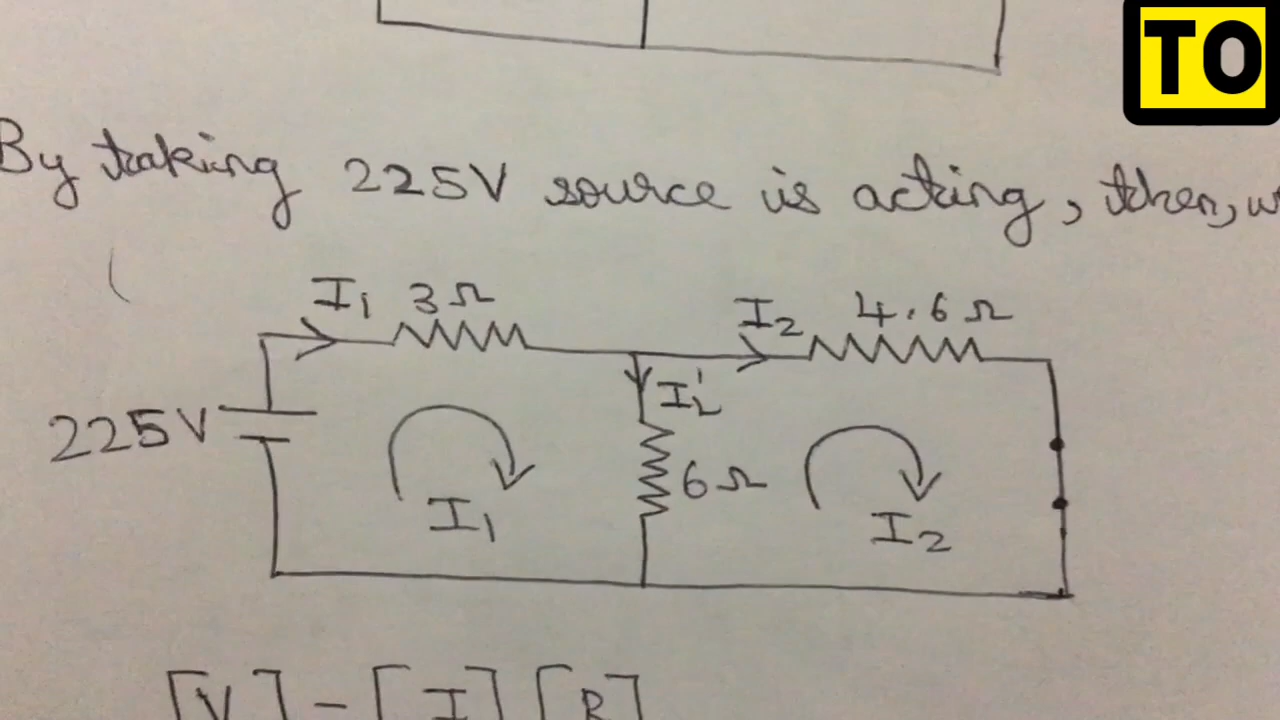 TO
By taking 225V source is acting, then, w
I1 3Ω I2 4.6Ω
225V I2'
6Ω
I1 I2
[V] = [I] [R]